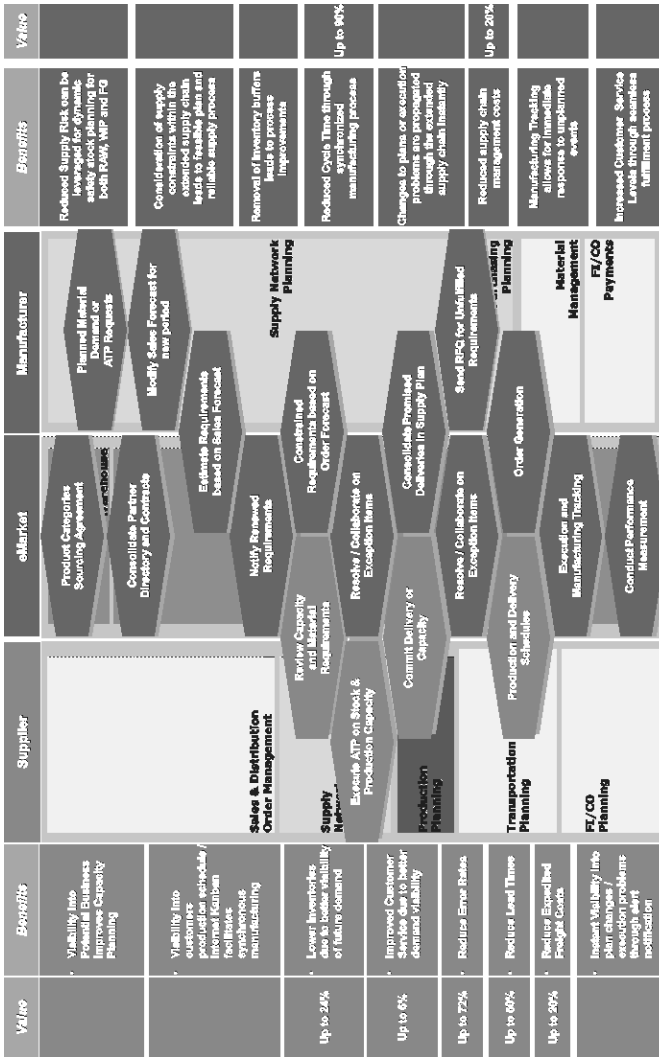 Value
Benefits
Manufacturer
eMarket
Supplier
Benefits
Value
Up to 90%
Up to 20%
Reduced Supply Risk can be
leveraged for dynamic
safety stock planning for
both RAW, WIP and FG
Consideration of supply
constraints within the
extended supply chain
leads to feasible plan and
reliable supply process
Removal of Inventory buffers
leads to process
improvements
Reduced Cycle Time through
synchronized
manufacturing process
Changes to plans or execution
problems are propagated
through the extended
supply chain instantly
Reduced supply chain
management costs
Manufacturing Tracking
allows for immediate
response to unplanned
events
Increased Customer Service
Levels through seamless
fulfillment process
Planned Material
Demand or
ATP Requests
Modify Sales Forecast for
new period
Supply Network
Planning
Estimate Requirements
based on Sales Forecast
Constrained
Requirements based on
Order Forecast
Consolidate Promised
Deliveries in Supply Plan
Send RFQ for Unfulfilled
Requirements
Planning
Order Generation
Material
Management
FI/CO
Payments
Product Categories
Sourcing Agreement
Consolidate Partner
Directory and Contracts
Notify Renewed
Requirements
Resolve / Collaborate on
Exception Items
Resolve / Collaborate on
Exception Items
Execution and
Manufacturing Tracking
Conduct Performance
Measurement
Review Capacity
and Material
Requirements
Commit Delivery or
Capacity
Production and Delivery
Schedules
Sales & Distribution
Order Management
Supply
Execute ATP on Stock &
Production Capacity
Production
Planning
Transportation
Planning
FI/CO
Planning
• Visibility Into
Potential Business
Improves Capacity
Planning
• Visibility Into
customers
production schedule /
Internet Kanban
facilitates
synchronous
manufacturing
• Lower Inventories
due to better visibility
of future demand
• Improved Customer
Service due to better
demand visibility
• Reduce Error Rates
• Reduce Lead Times
• Reduce Expedited
Freight Costs
• Instant Visibility Into
plan changes /
execution problems
through alert
notification
Up to 24%
Up to 6%
Up to 72%
Up to 60%
Up to 20%